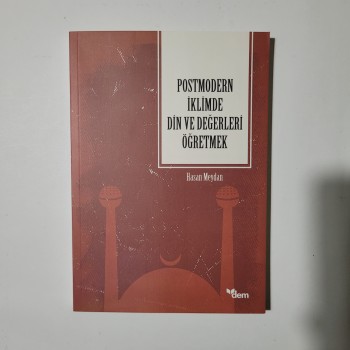 POSTMODERN
İKLİMDE
DİN VE DEĞERLERİ
ÖĞRETMEK
Hasan Meydan
dem